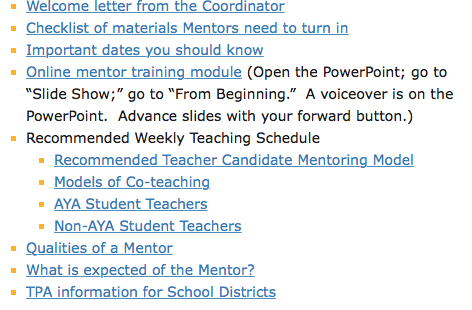 Welcome letter from the Coordinator
Checklist of materials Mentors need to turn in
Important dates you should know
Online mentor training module (Open the PowerPoint; go to
“Slide Show;” go to “From Beginning.”  A voiceover is on the
PowerPoint.  Advance slides with your forward button.)
Recommended Weekly Teaching Schedule
Recommended Teacher Candidate Mentoring Model
Models of Co-teaching
AYA Student Teachers
Non-AYA Student Teachers
Qualities of a Mentor
What is expected of the Mentor?
TPA information for School Districts